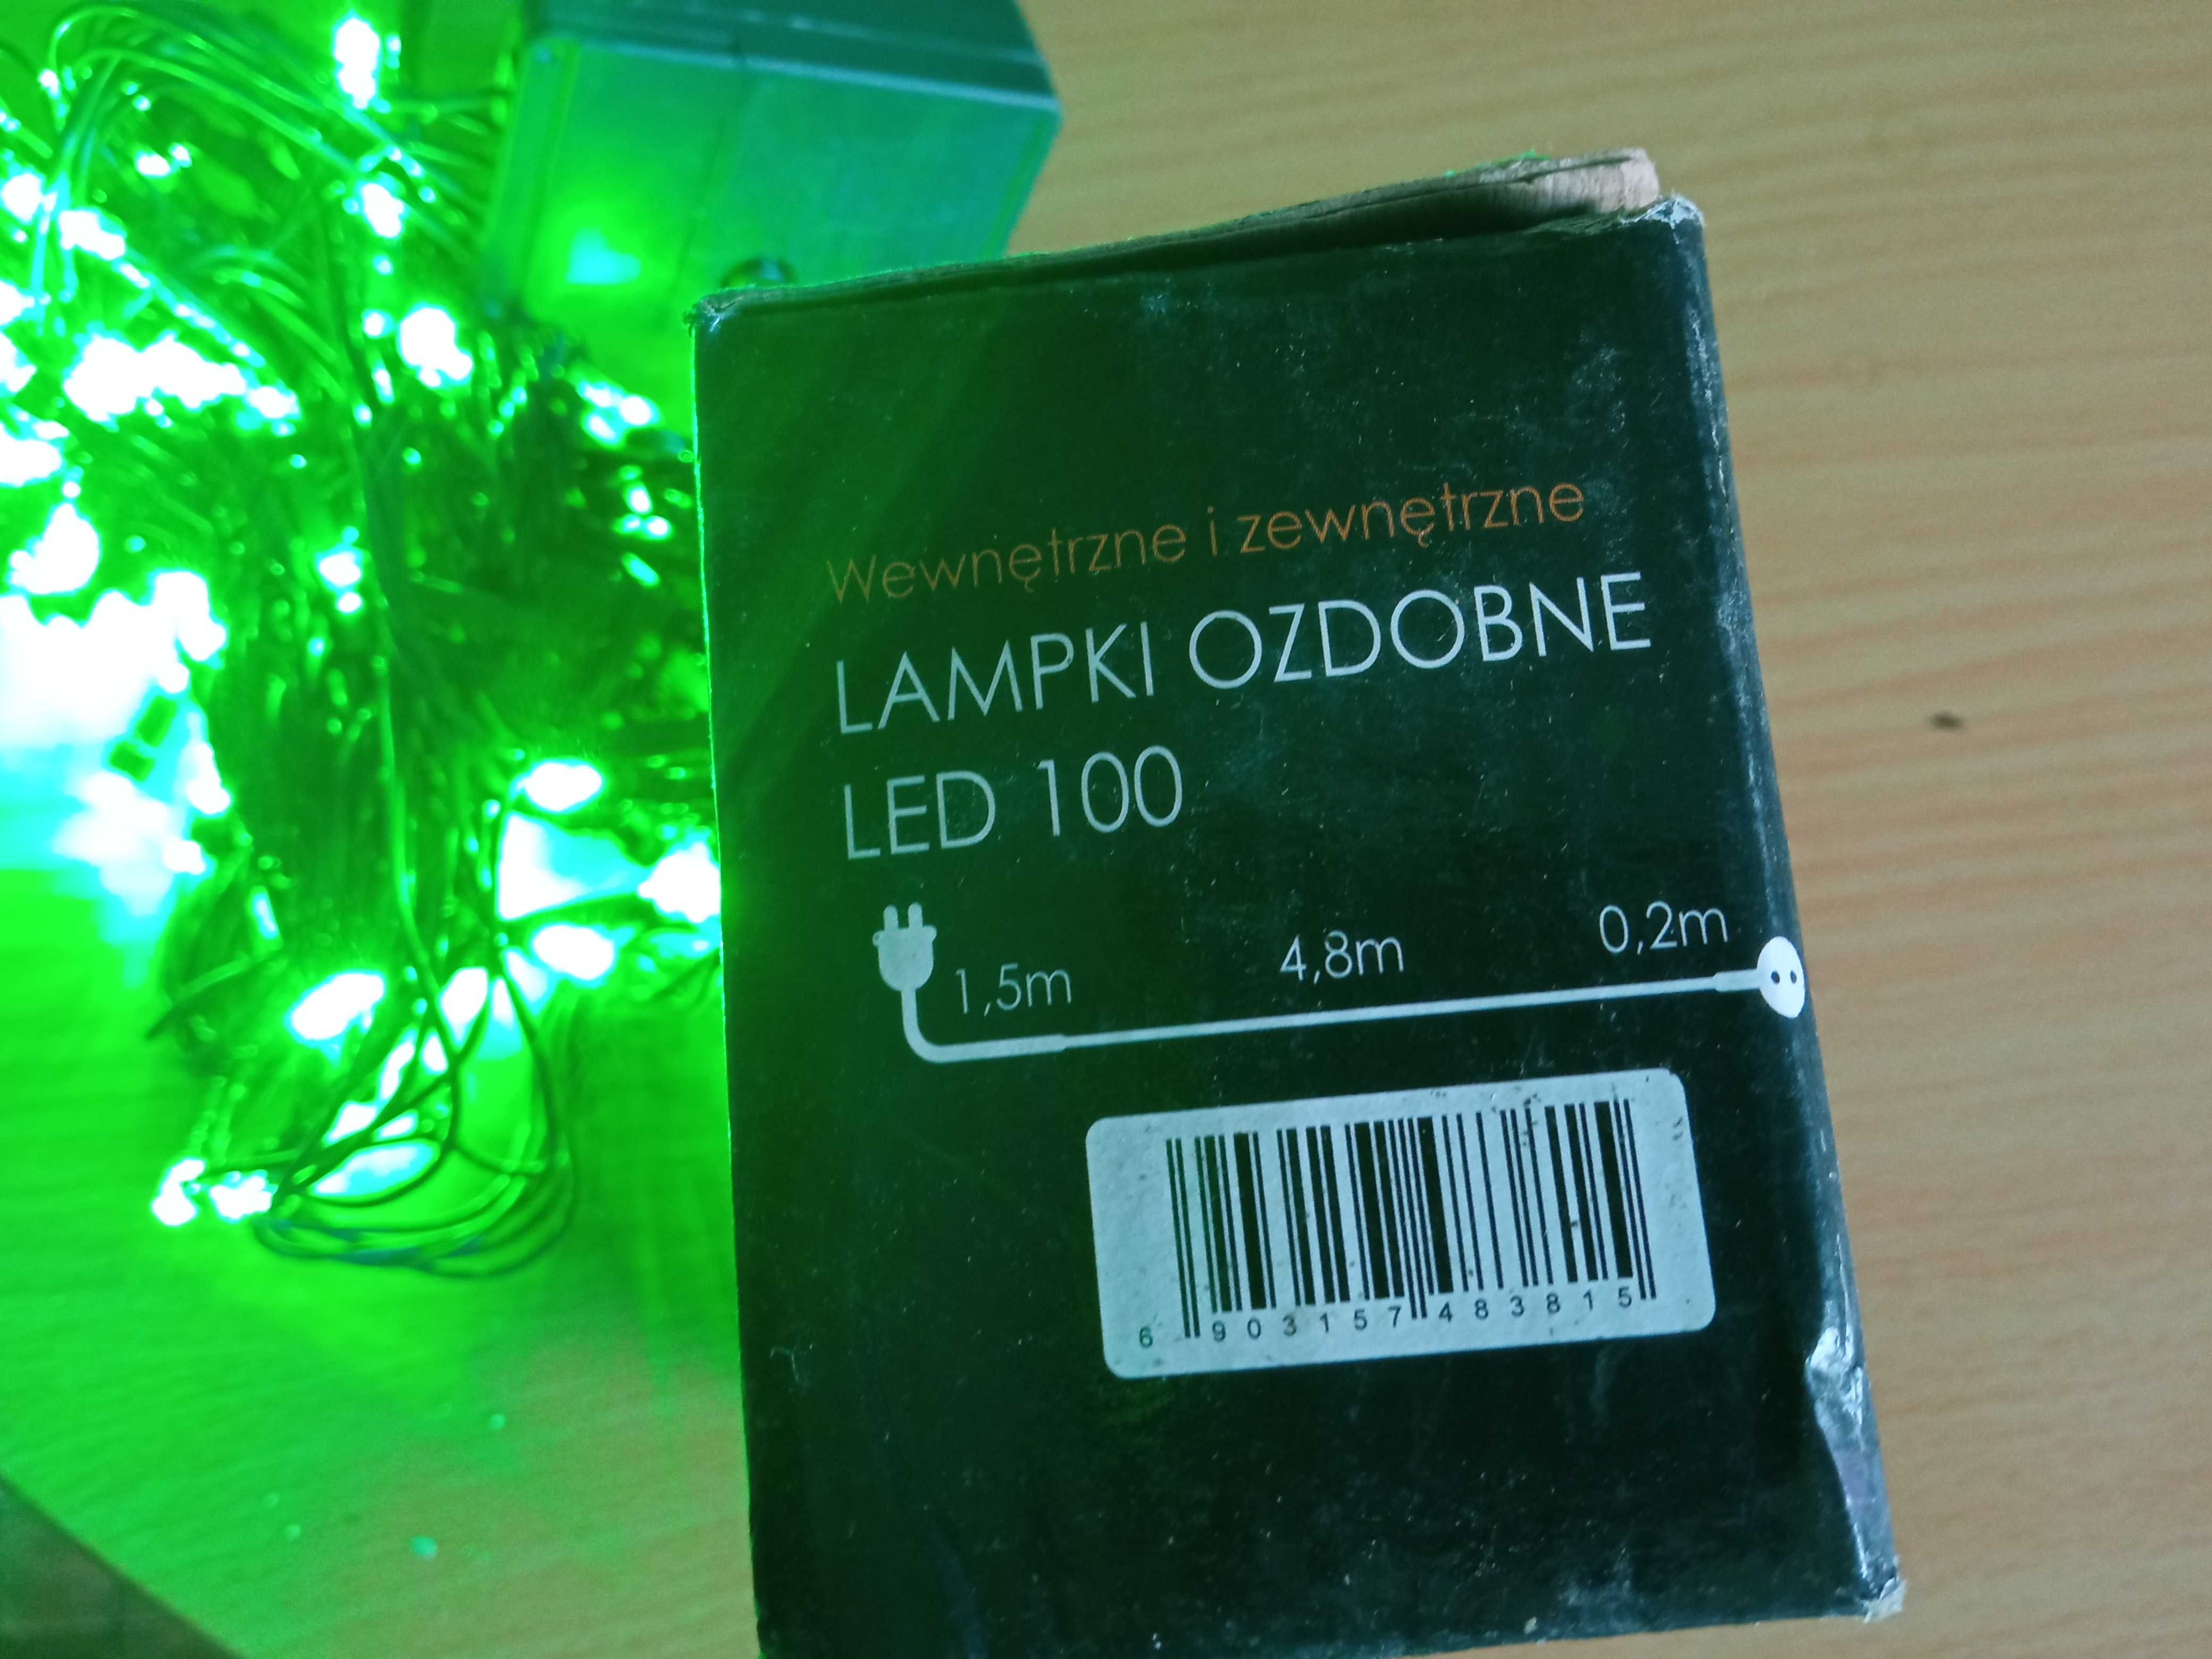 Wewnętrzne i zewnętrzne
LAMPKI OZDOBNE
LED 100
1,5m 4,8m 0,2m
6 903157 483815